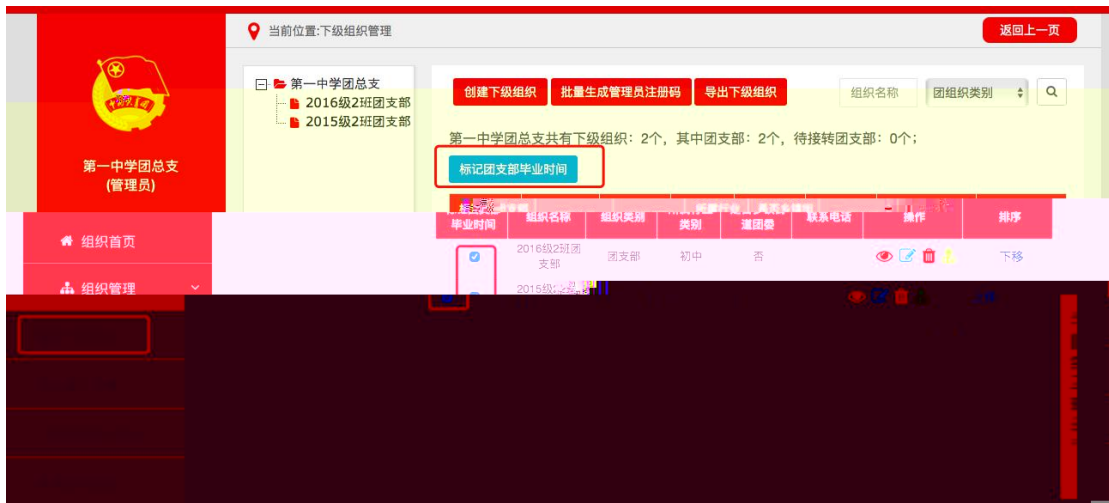 当前位置:下级组织管理
返回上一页
第一中学团总支
2016级2班团支部
2015级2班团支部
创建下级组织 批量生成管理员注册码 导出下级组织
组织名称 团组织类别
第一中学团总支共有下级组织：2个，其中团支部：2个，待接转团支部：0个；
标记团支部毕业时间
第一中学团总支
(管理员)
毕业时间 组织名称 组织类别 类别 道团委 联系电话 操作 排序
组织首页
2016级2班团
支部 团支部 初中 否 下移
组织管理
2015级2班